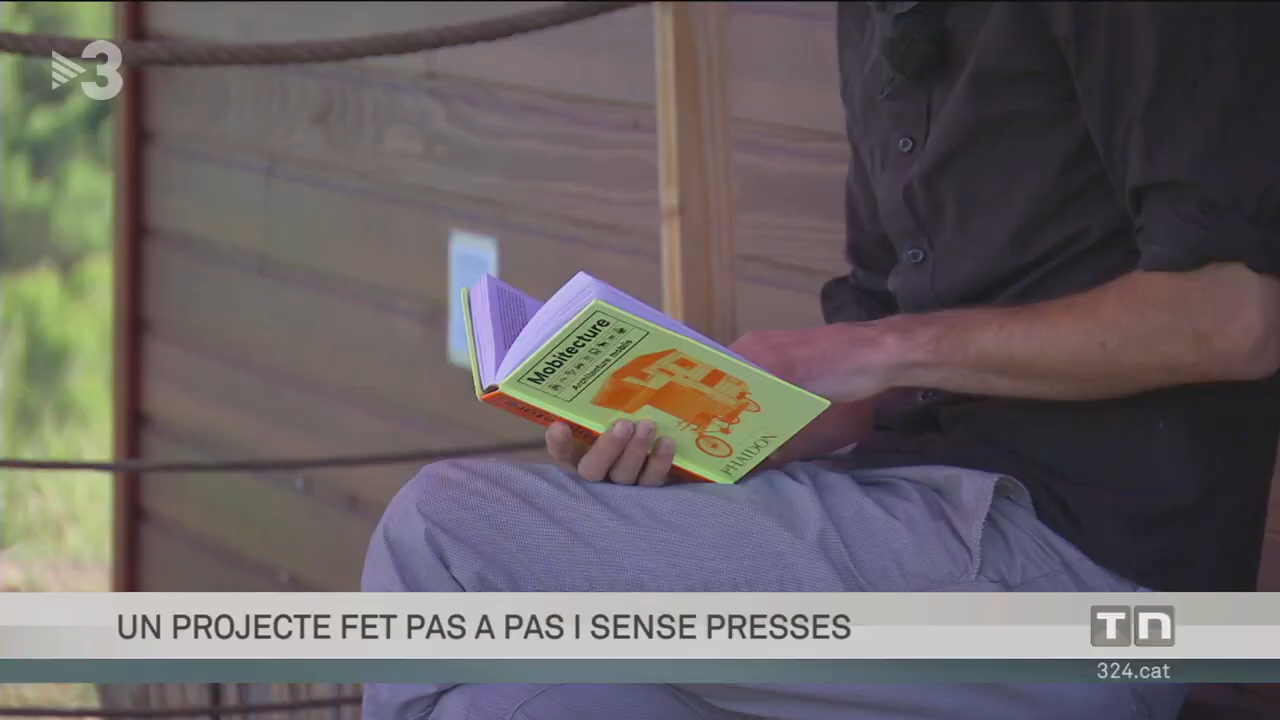 3
Mobitecture
Architecture mobile
PHAIDON
UN PROJECTE FET PAS A PAS I SENSE PRESSES
TN
324.cat